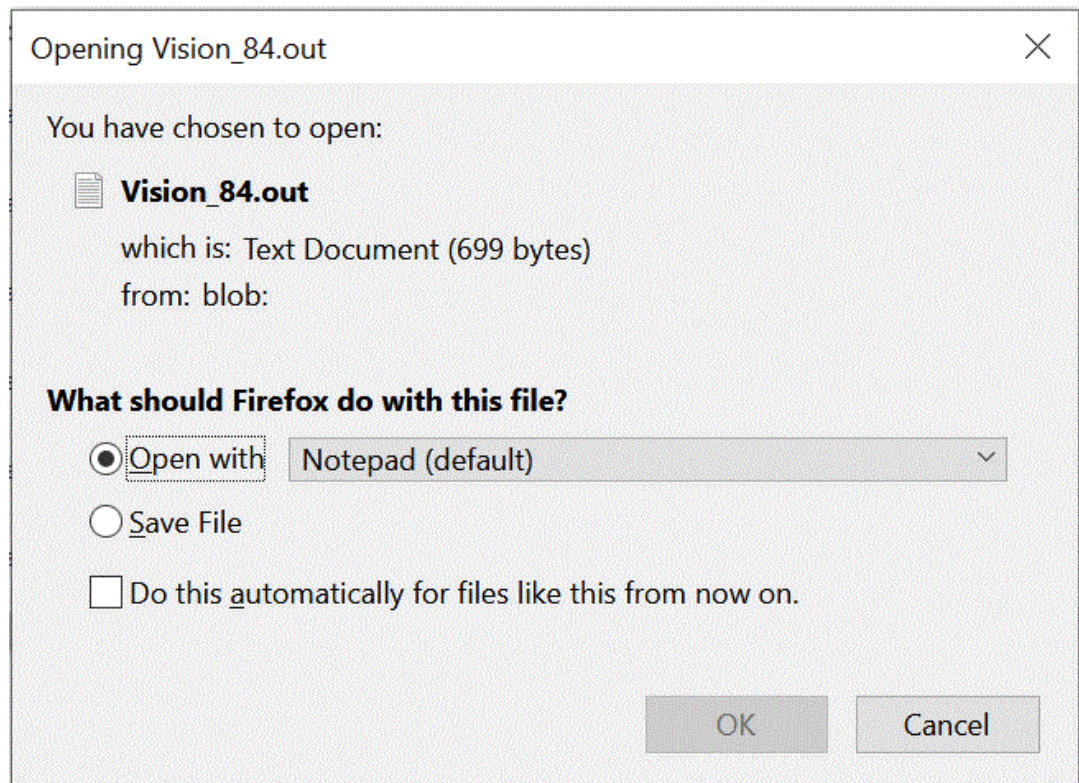 Opening Vision_84.out
You have chosen to open:
Vision_84.out
which is: Text Document (699 bytes)
from: blob:
What should Firefox do with this file?
Open with Notepad (default)
Save File
Do this automatically for files like this from now on.
OK Cancel